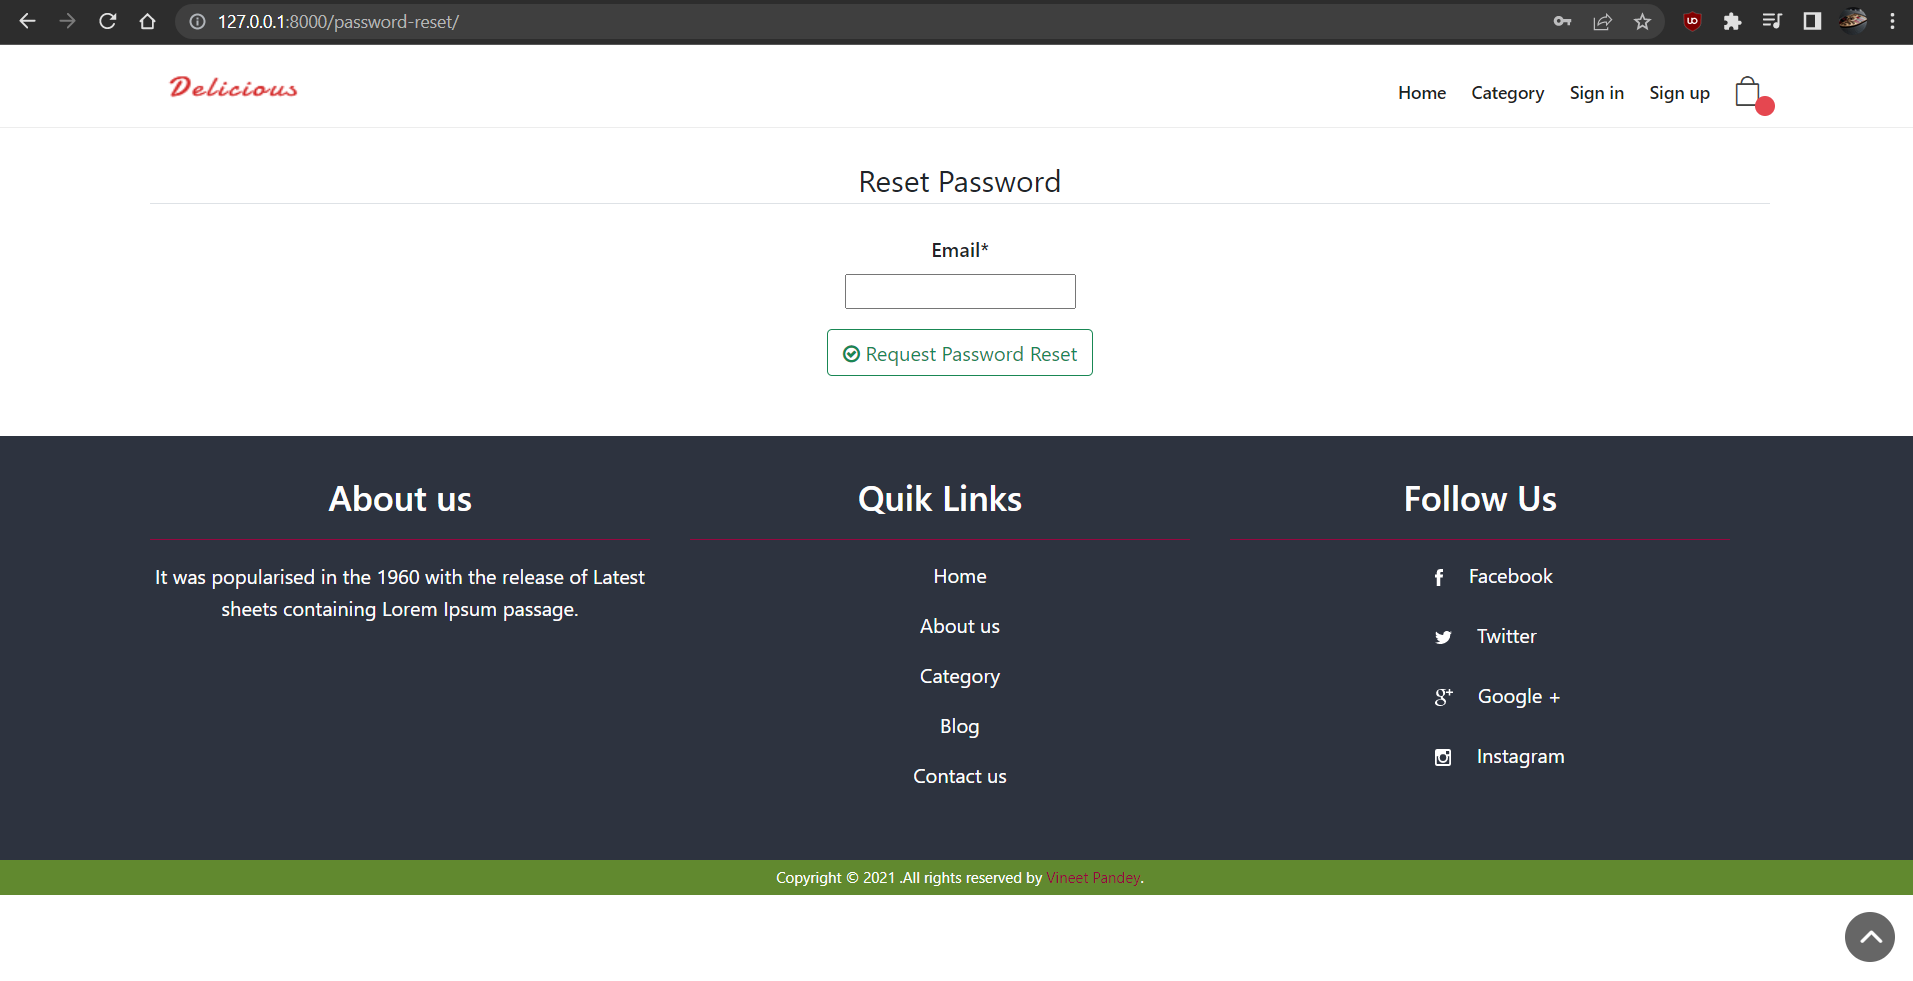 127.0.0.1:8000/password-reset/
Delicious
Home Category Sign in Sign up
Reset Password
Email*
Request Password Reset
About us
It was popularised in the 1960 with the release of Latest
sheets containing Lorem Ipsum passage.
Quik Links
Home
About us
Category
Blog
Contact us
Follow Us
Facebook
Twitter
Google +
Instagram
Copyright © 2021 .All rights reserved by Vineet Pandey.